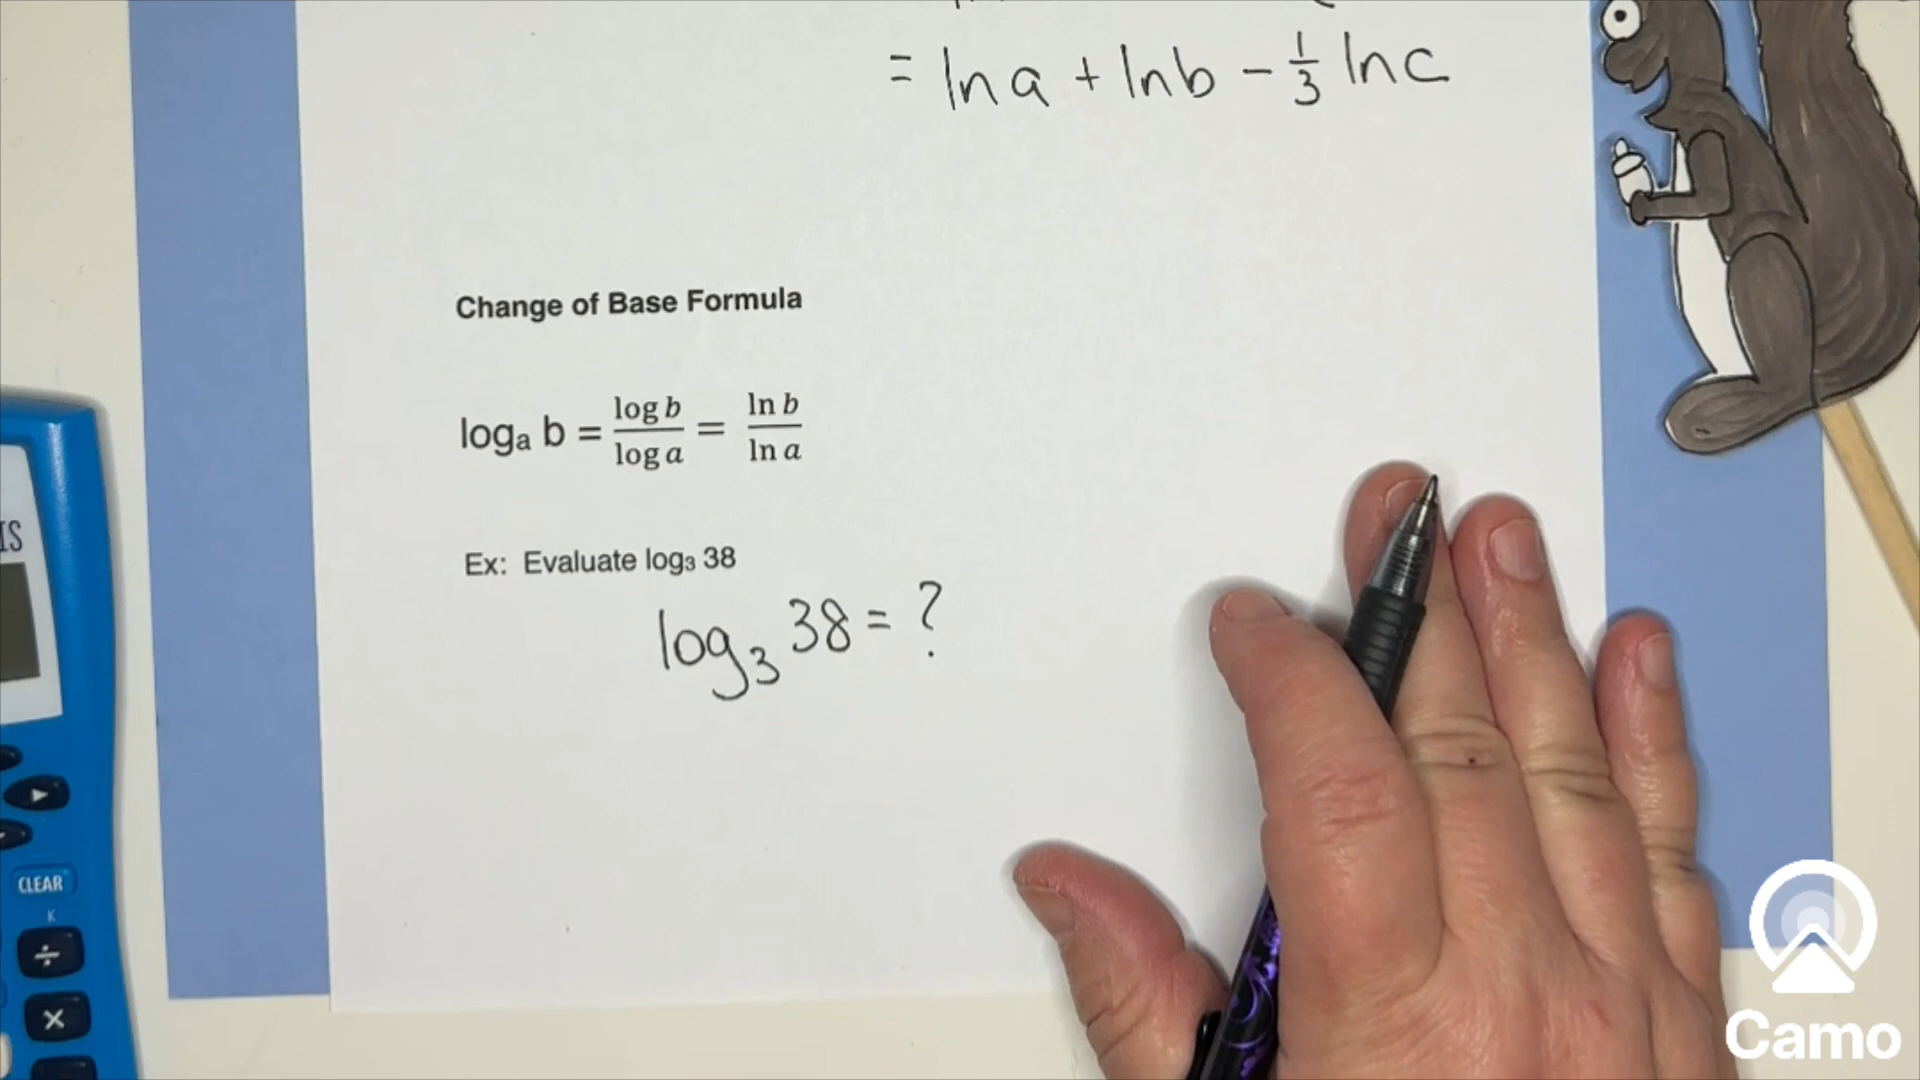 = ln a + ln b - 1/3 ln c
Change of Base Formula
logₐ b = log b / log a = ln b / ln a
Ex: Evaluate log₃ 38
log₃ 38 = ?
IS
CLEAR
K
÷
×
Camo